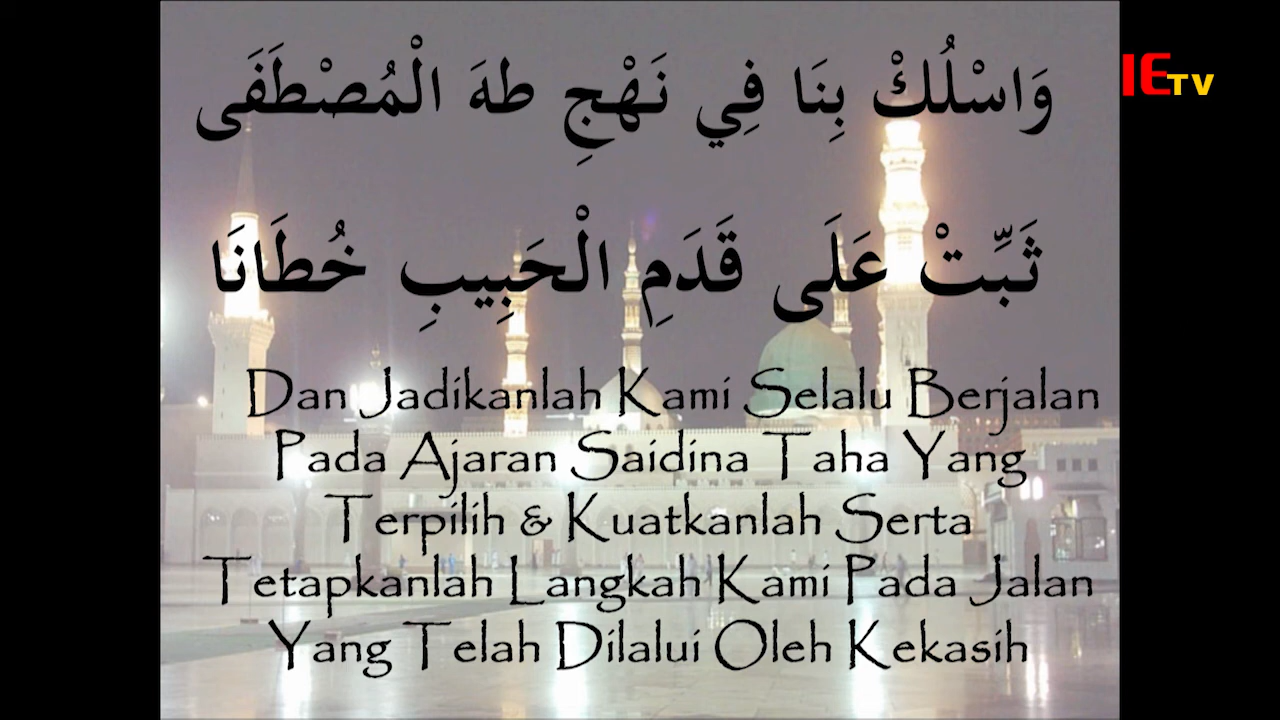 وَاسْلُكْ بِنَا فِي نَهْجِ طهَ الْمُصْطَفَى
IETV
ثَبِّتْ عَلَى قَدَمِ الْحَبِيبِ خُطَانَا
Dan Jadikanlah Kami Selalu Berjalan
Pada Ajaran Saidina Taha Yang
Terpilih & Kuatkanlah Serta
Tetapkanlah Langkah Kami Pada Jalan
Yang Telah Dilalui Oleh Kekasih